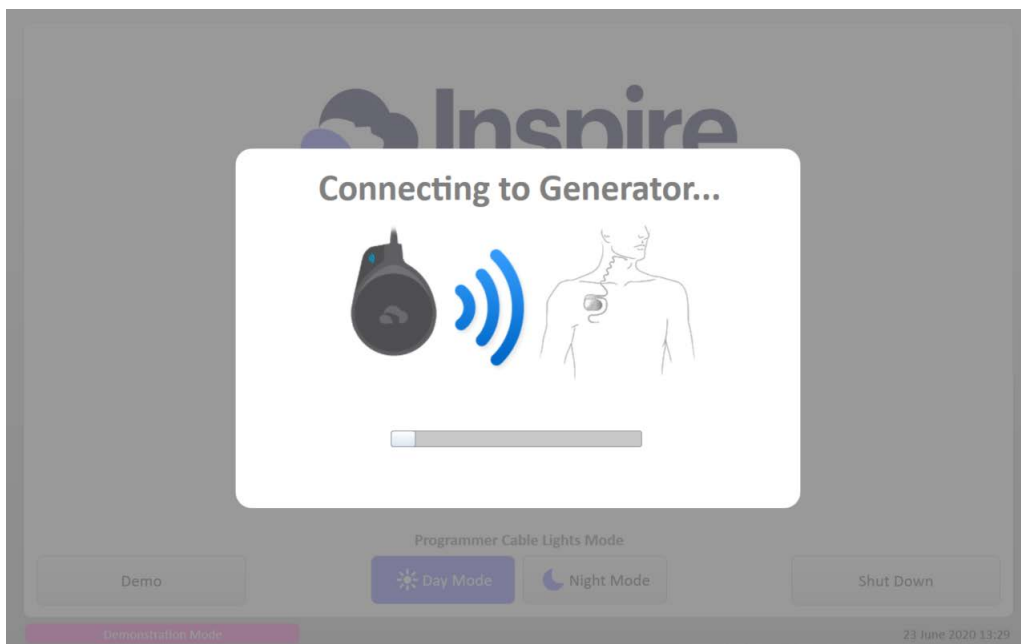 Inspire
Connecting to Generator...
Programmer Cable Lights Mode
Demo
Day Mode
Night Mode
Shut Down
Demonstration Mode
23 June 2020 13:29